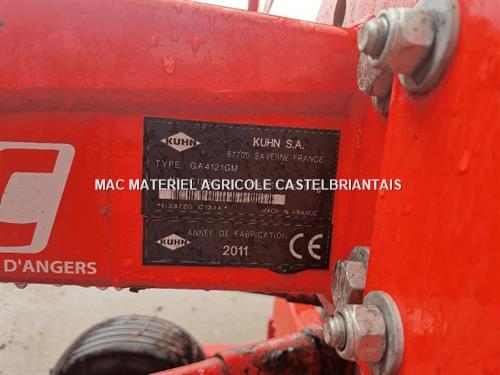 KUHN
KUHN S.A.
67700 SAVERNE FRANCE
TYPE GA4121GM
MAC MATERIEL AGRICOLE CASTELBRIANTAIS
MADE IN FRANCE
KUHN
ANNÉE DE FABRICATION
2011
CE
D'ANGERS